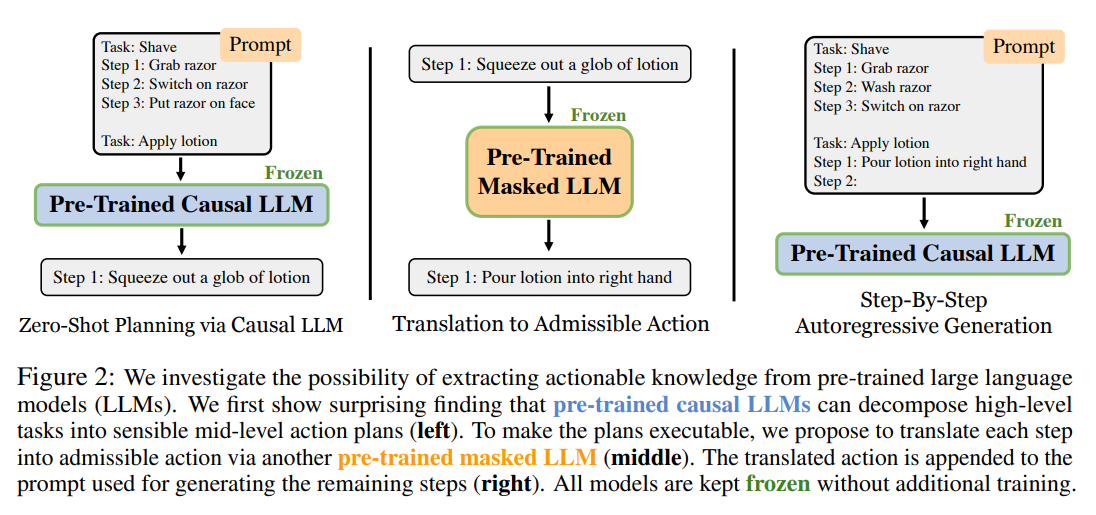 Prompt
Task: Shave
Step 1: Grab razor
Step 2: Switch on razor
Step 3: Put razor on face
Task: Apply lotion
Frozen
Pre-Trained Causal LLM
Step 1: Squeeze out a glob of lotion
Zero-Shot Planning via Causal LLM
Step 1: Squeeze out a glob of lotion
Frozen
Pre-Trained
Masked LLM
Step 1: Pour lotion into right hand
Translation to Admissible Action
Prompt
Task: Shave
Step 1: Grab razor
Step 2: Wash razor
Step 3: Switch on razor
Task: Apply lotion
Step 1: Pour lotion into right hand
Step 2:
Frozen
Pre-Trained Causal LLM
Step-By-Step
Autoregressive Generation
Figure 2: We investigate the possibility of extracting actionable knowledge from pre-trained large language
models (LLMs). We first show surprising finding that pre-trained causal LLMs can decompose high-level
tasks into sensible mid-level action plans (left). To make the plans executable, we propose to translate each step
into admissible action via another pre-trained masked LLM (middle). The translated action is appended to the
prompt used for generating the remaining steps (right). All models are kept frozen without additional training.